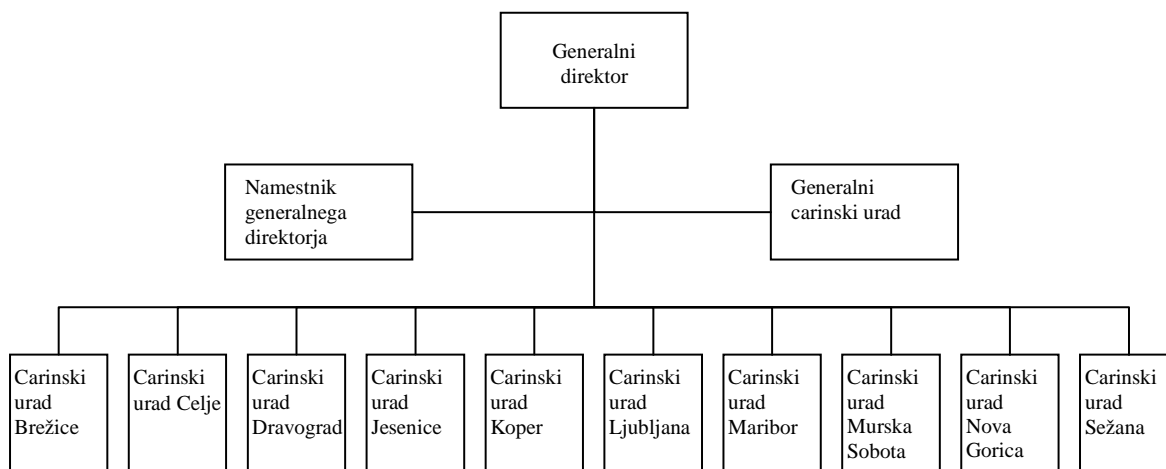 Generalni
direktor
Namestnik
generalnega
direktorja
Generalni
carinski urad
Carinski
urad
Brežice
Carinski
urad Celje
Carinski
urad
Dravograd
Carinski
urad
Jesenice
Carinski
urad
Koper
Carinski
urad
Ljubljana
Carinski
urad
Maribor
Carinski
urad
Murska
Sobota
Carinski
urad
Nova
Gorica
Carinski
urad
Sežana